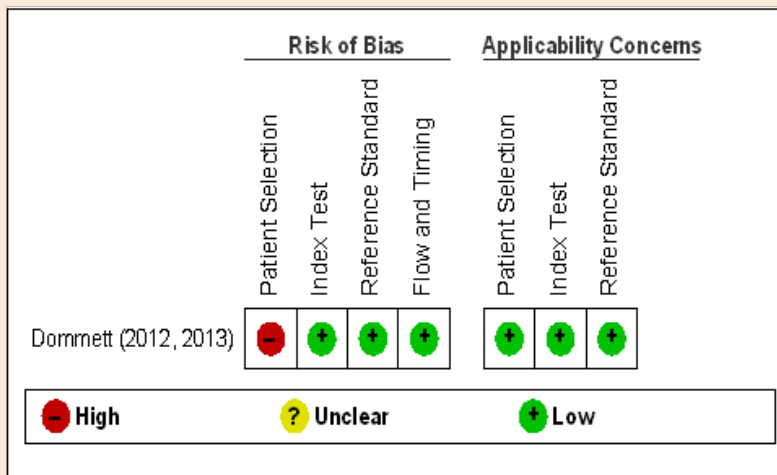 Risk of Bias
Applicability Concerns
Patient Selection
Index Test
Reference Standard
Flow and Timing
Patient Selection
Index Test
Reference Standard
Dommett (2012, 2013)
– + + + + + +
– High ? Unclear + Low